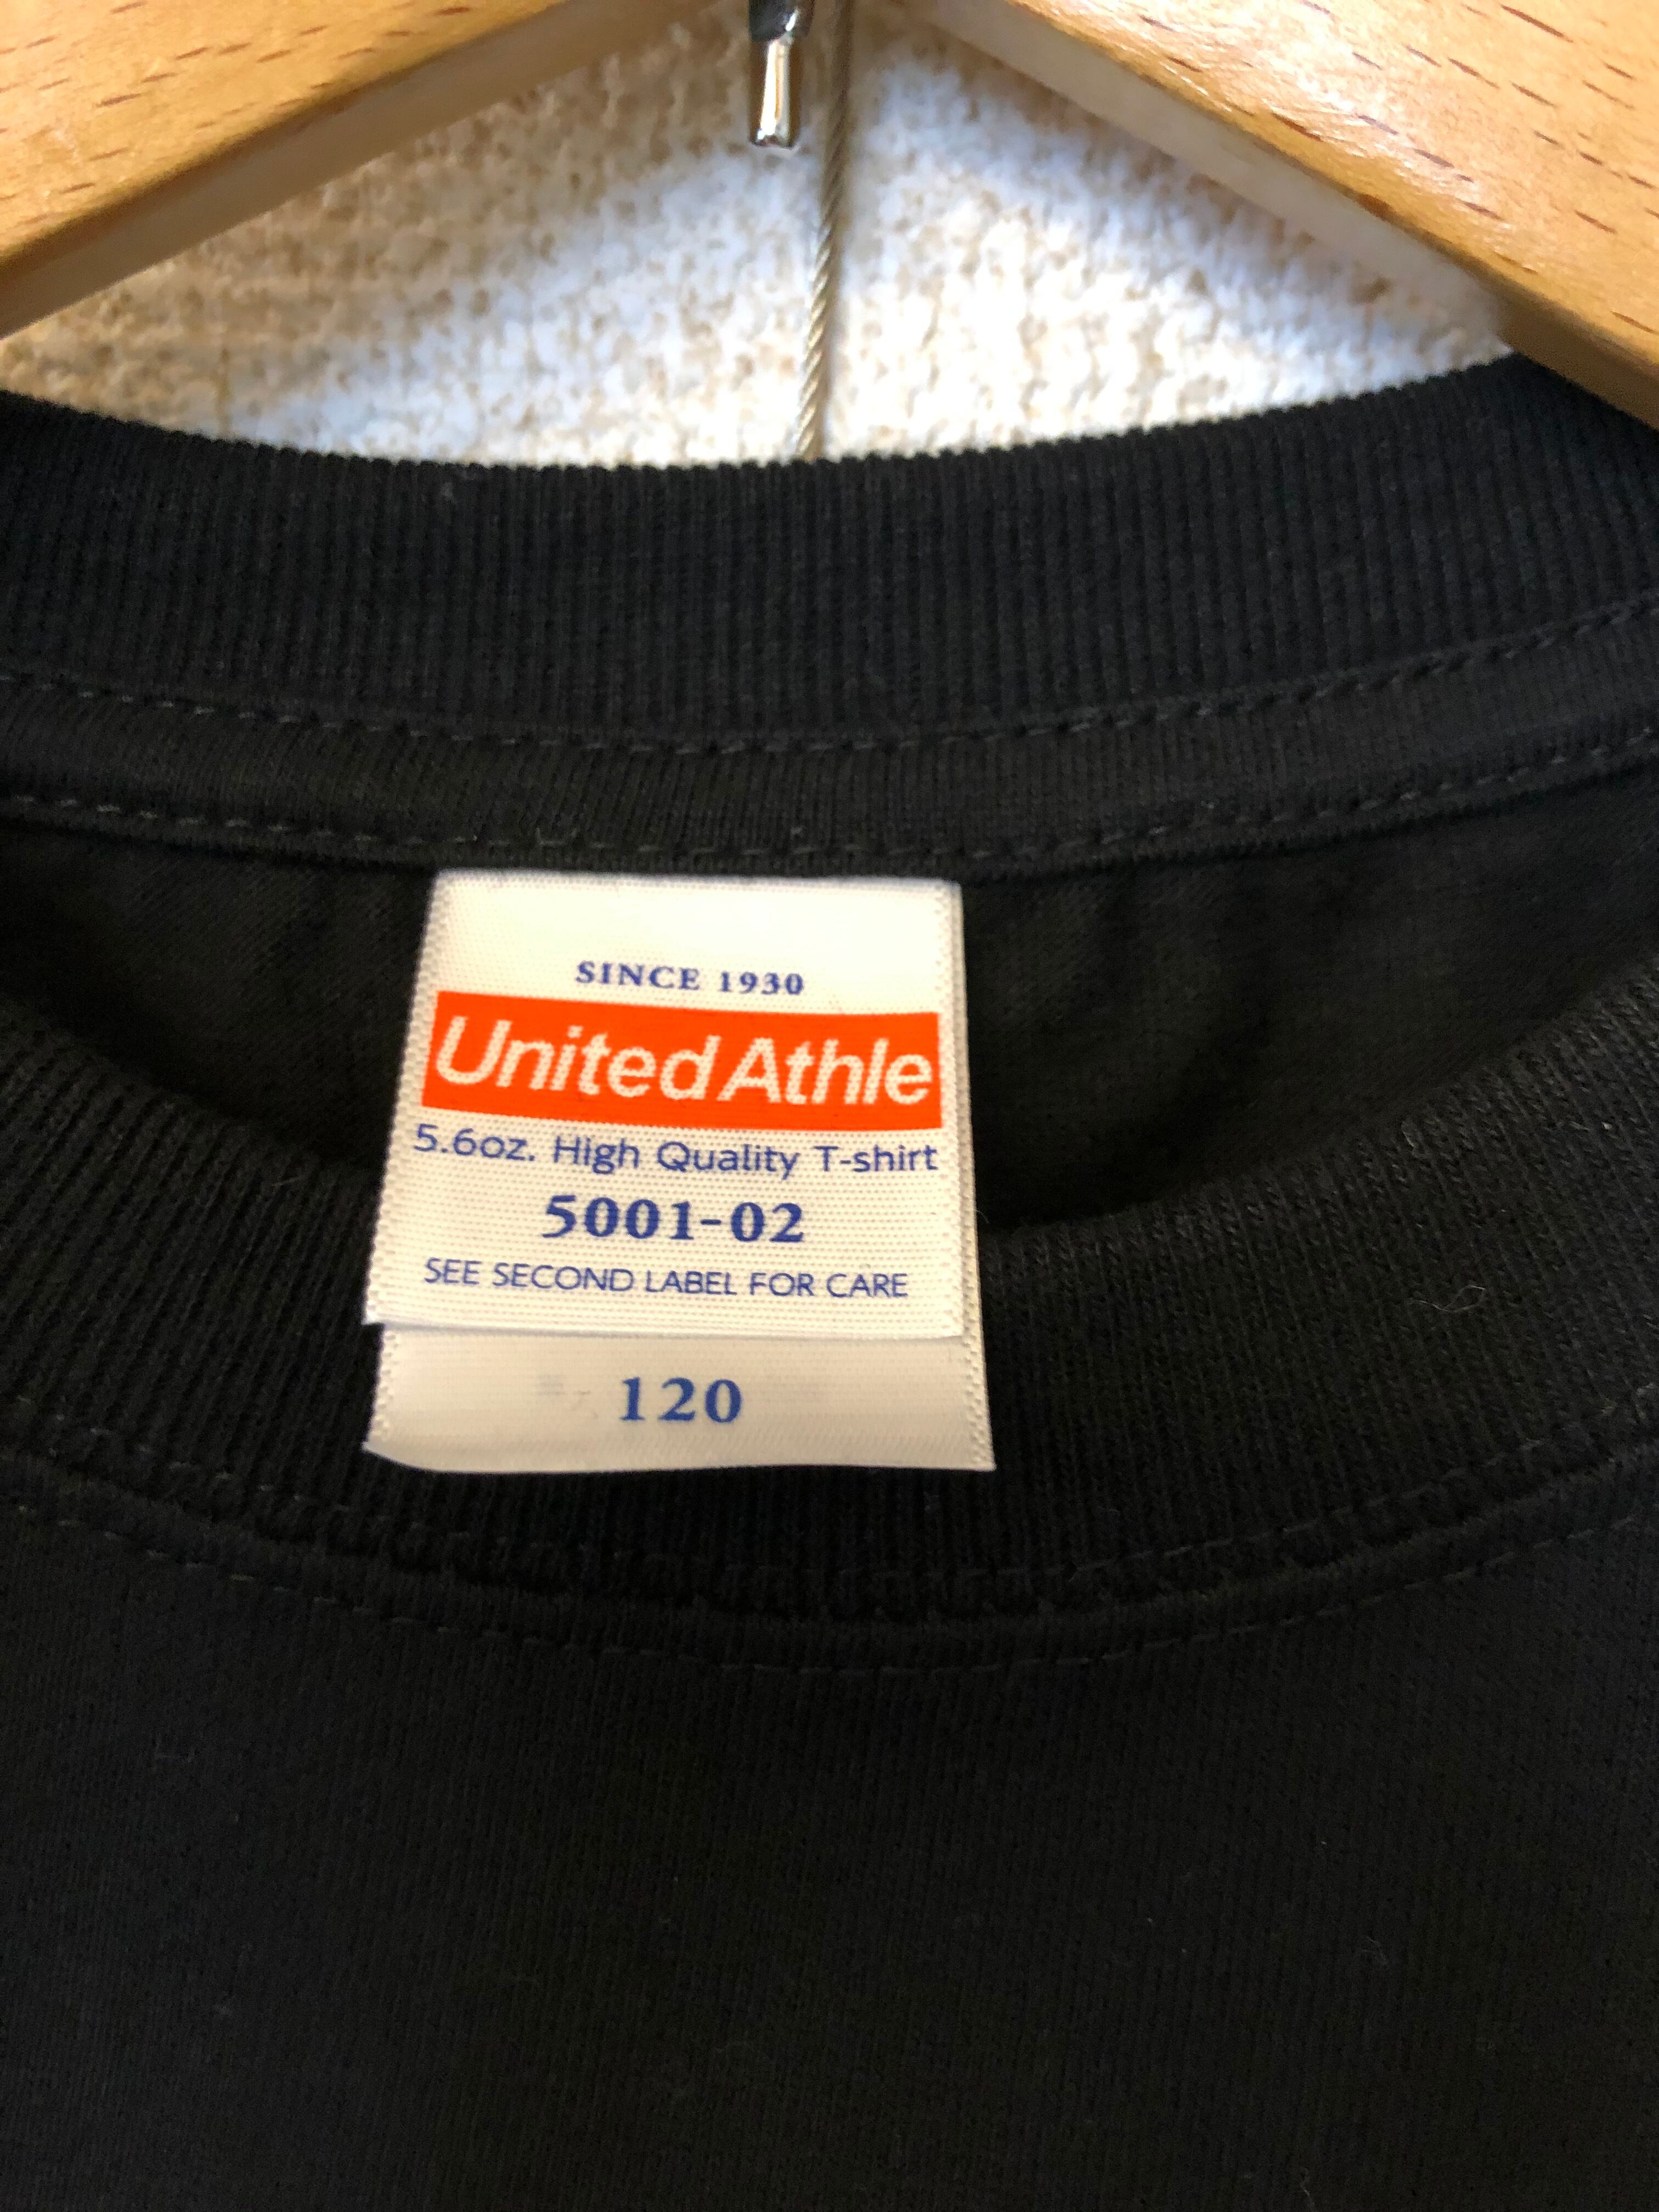 SINCE 1930
United Athle
5.6oz. High Quality T-shirt
5001-02
SEE SECOND LABEL FOR CARE
120